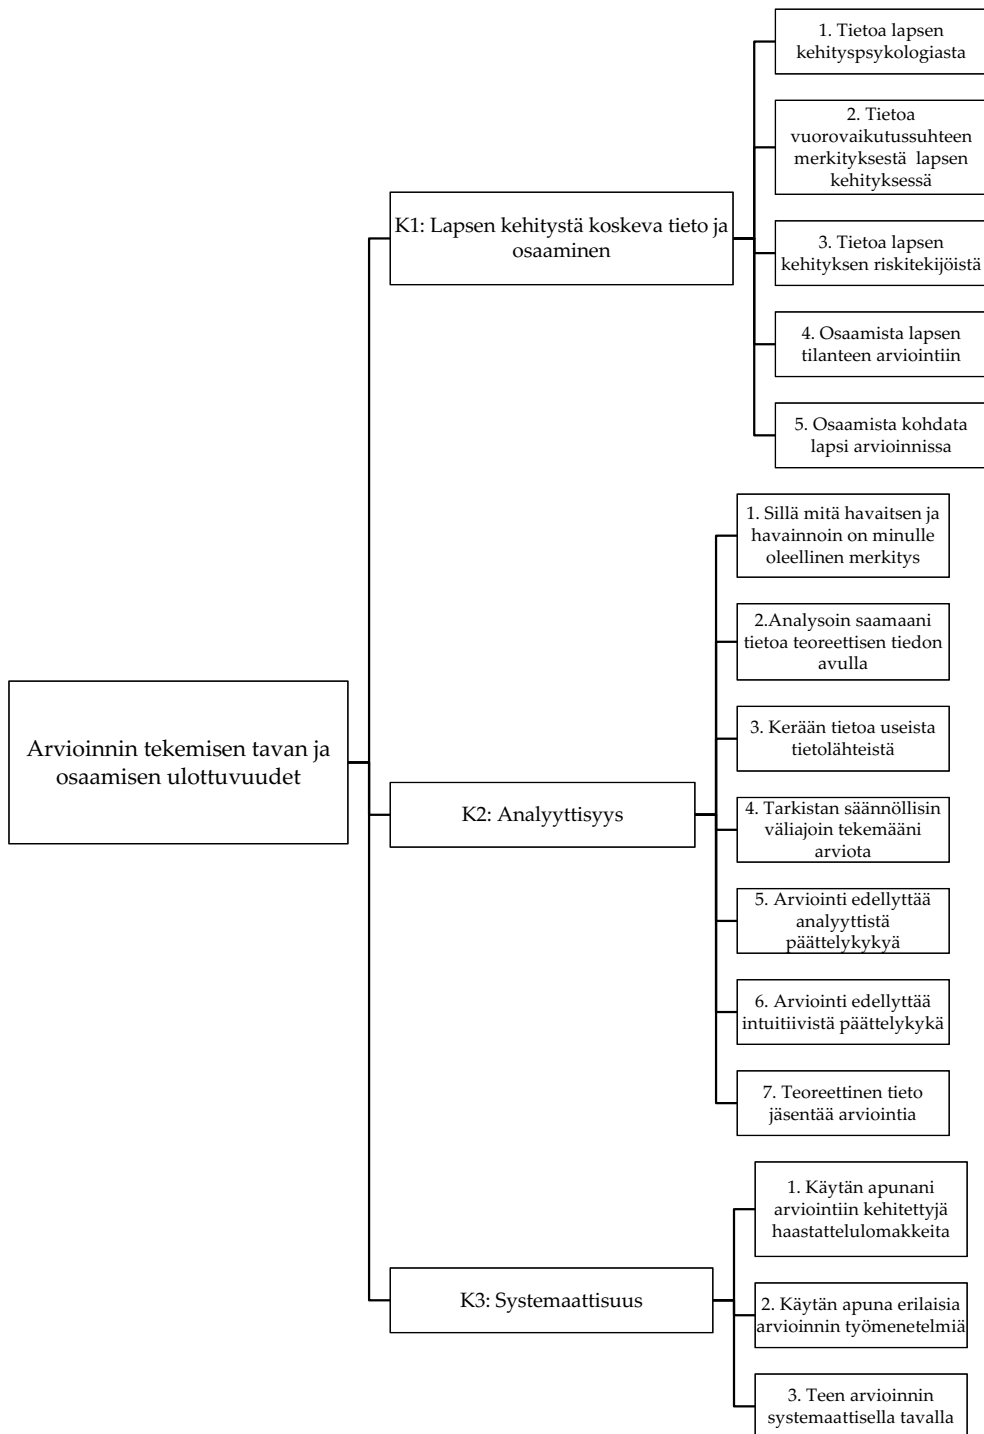 Arvioinnin tekemisen tavan ja
osaamisen ulottuvuudet
K1: Lapsen kehitystä koskeva tieto ja
osaaminen
1. Tietoa lapsen
kehityspsykologiasta
2. Tietoa
vuorovaikutussuhteen
merkityksestä lapsen
kehityksessä
3. Tietoa lapsen
kehityksen riskitekijöistä
4. Osaamista lapsen
tilanteen arviointiin
5. Osaamista kohdata
lapsi arvioinnissa
K2: Analyyttisyys
1. Sillä mitä havaitsen ja
havainnoin on minulle
oleellinen merkitys
2.Analysoin saamaani
tietoa teoreettisen tiedon
avulla
3. Kerään tietoa useista
tietolähteistä
4. Tarkistan säännöllisin
väliajoin tekemääni
arviota
5. Arviointi edellyttää
analyyttistä
päättelykykyä
6. Arviointi edellyttää
intuitiivistä päättelykykä
7. Teoreettinen tieto
jäsentää arviointia
K3: Systemaattisuus
1. Käytän apunani
arviointiin kehitettyjä
haastattelulomakkeita
2. Käytän apuna erilaisia
arvioinnin työmenetelmiä
3. Teen arvioinnin
systemaattisella tavalla